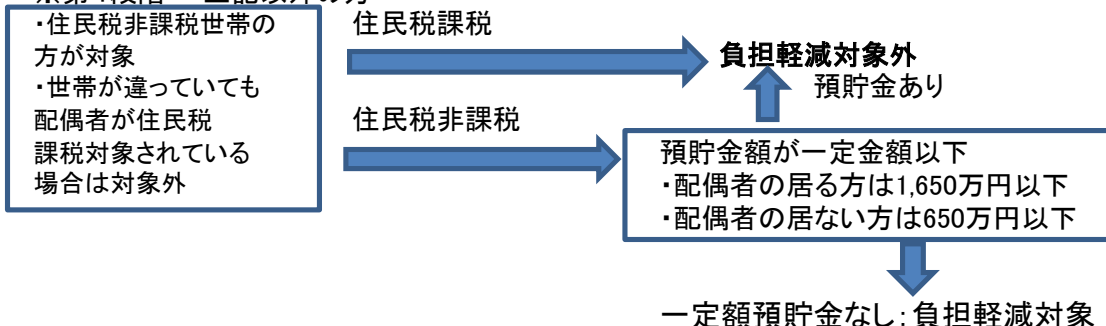 ・住民税非課税世帯の
方が対象
・世帯が違っていても
配偶者が住民税
課税対象されている
場合は対象外
住民税課税
負担軽減対象外
預貯金あり
住民税非課税
預貯金額が一定金額以下
・配偶者の居る方は1,650万円以下
・配偶者の居ない方は650万円以下
一定額預貯金なし:負担軽減対象